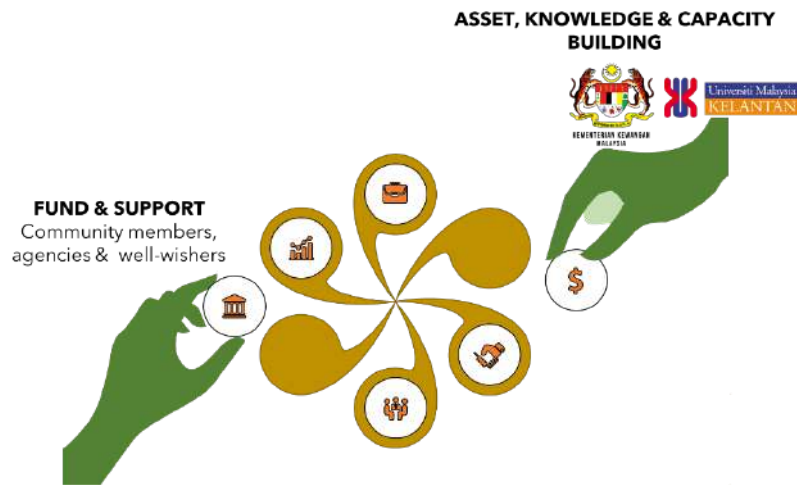 ASSET, KNOWLEDGE & CAPACITY
BUILDING
KEMENTERIAN KEWANGAN
MALAYSIA
Universiti Malaysia
KELANTAN
FUND & SUPPORT
Community members,
agencies & well-wishers
$